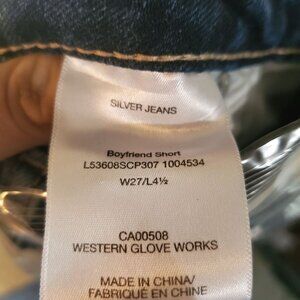 SILVER JEANS
Boyfriend Short
L53608SCP307 1004534
W27/L4½
CA00508
WESTERN GLOVE WORKS
MADE IN CHINA/
FABRIQUÉ EN CHINE